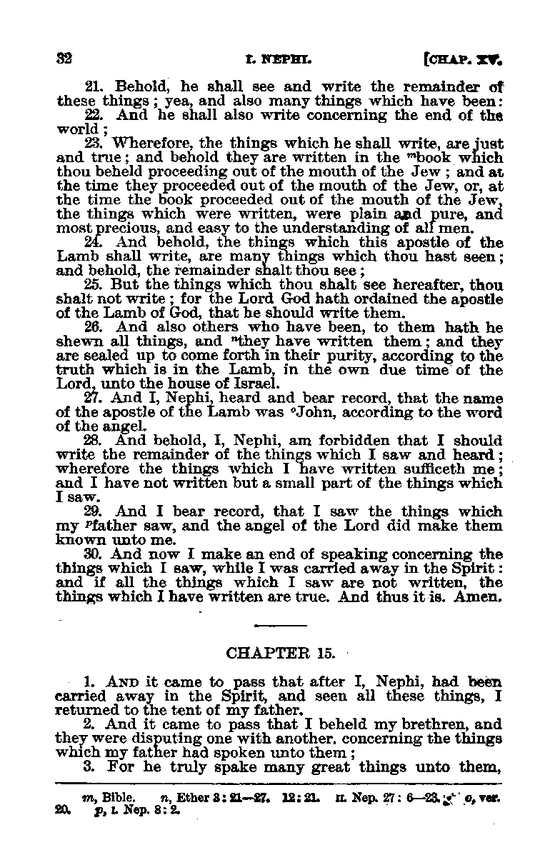 32 I. NEPHI. [CHAP. XV.
21. Behold, he shall see and write the remainder of
these things; yea, and also many things which have been:
22. And he shall also write concerning the end of the
world;
23. Wherefore, the things which he shall write, are just
and true; and behold they are written in the ᵐbook which
thou beheld proceeding out of the mouth of the Jew; and at
the time they proceeded out of the mouth of the Jew, or, at
the time the book proceeded out of the mouth of the Jew,
the things which were written, were plain and pure, and
most precious, and easy to the understanding of all men.
24. And behold, the things which this apostle of the
Lamb shall write, are many things which thou hast seen;
and behold, the remainder shalt thou see;
25. But the things which thou shalt see hereafter, thou
shalt not write; for the Lord God hath ordained the apostle
of the Lamb of God, that he should write them.
26. And also others who have been, to them hath he
shewn all things, and ⁿthey have written them; and they
are sealed up to come forth in their purity, according to the
truth which is in the Lamb, in the own due time of the
Lord, unto the house of Israel.
27. And I, Nephi, heard and bear record, that the name
of the apostle of the Lamb was ᵒJohn, according to the word
of the angel.
28. And behold, I, Nephi, am forbidden that I should
write the remainder of the things which I saw and heard;
wherefore the things which I have written sufficeth me;
and I have not written but a small part of the things which
I saw.
29. And I bear record, that I saw the things which
my ᵖfather saw, and the angel of the Lord did make them
known unto me.
30. And now I make an end of speaking concerning the
things which I saw, while I was carried away in the Spirit:
and if all the things which I saw are not written, the
things which I have written are true. And thus it is. Amen.
CHAPTER 15.
1. AND it came to pass that after I, Nephi, had been
carried away in the Spirit, and seen all these things, I
returned to the tent of my father.
2. And it came to pass that I beheld my brethren, and
they were disputing one with another, concerning the things
which my father had spoken unto them;
3. For he truly spake many great things unto them,
m, Bible. n, Ether 3: 21—27. 12: 21. II. Nep. 27: 6—23. o, ver.
20. p, I. Nep. 8: 2.